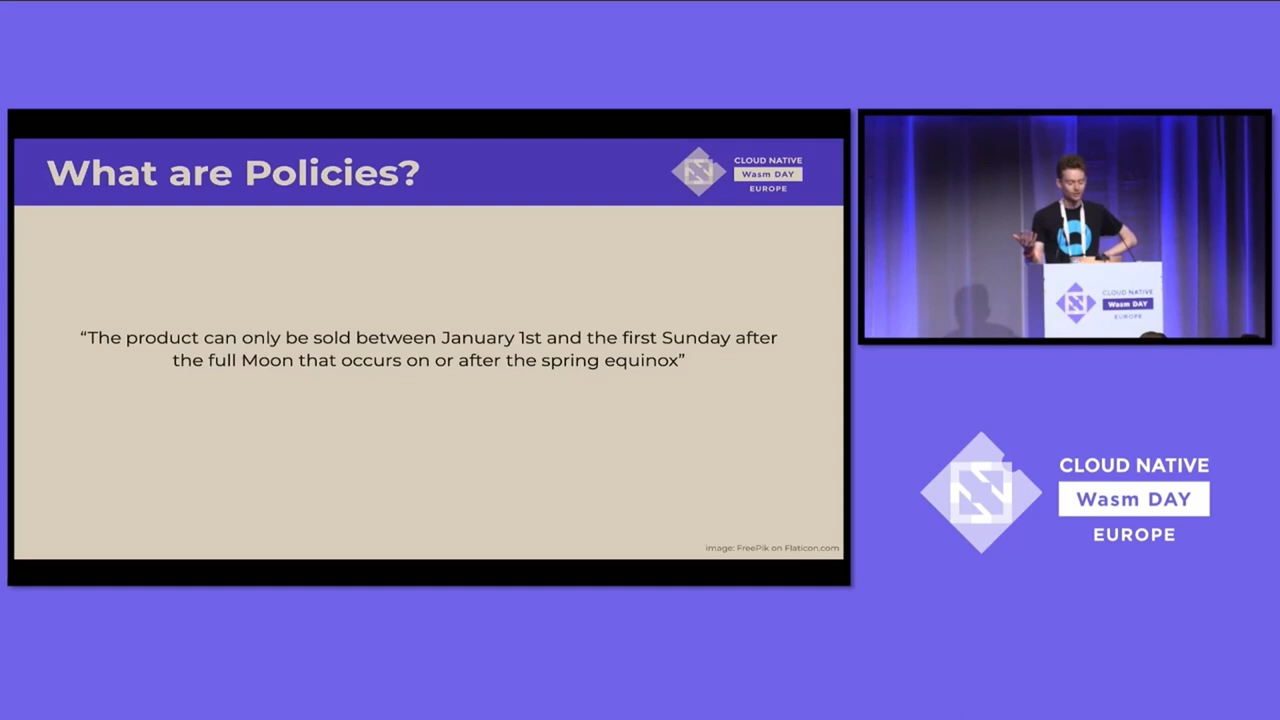 What are Policies?
CLOUD NATIVE
Wasm DAY
EUROPE
“The product can only be sold between January 1st and the first Sunday after
the full Moon that occurs on or after the spring equinox”
image: FreePik on Flaticon.com
CLOUD NATIVE
Wasm DAY
EUROPE
CLOUD NATIVE
Wasm DAY
EUROPE